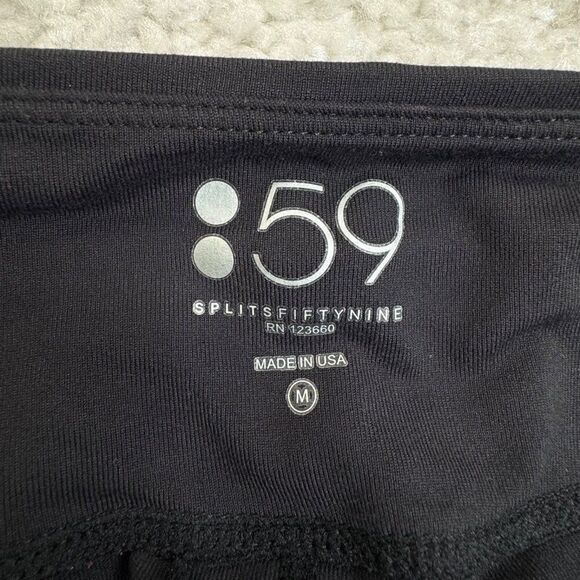 :59
SPLITSFIFTYNINE
RN 123660
MADE IN USA
M